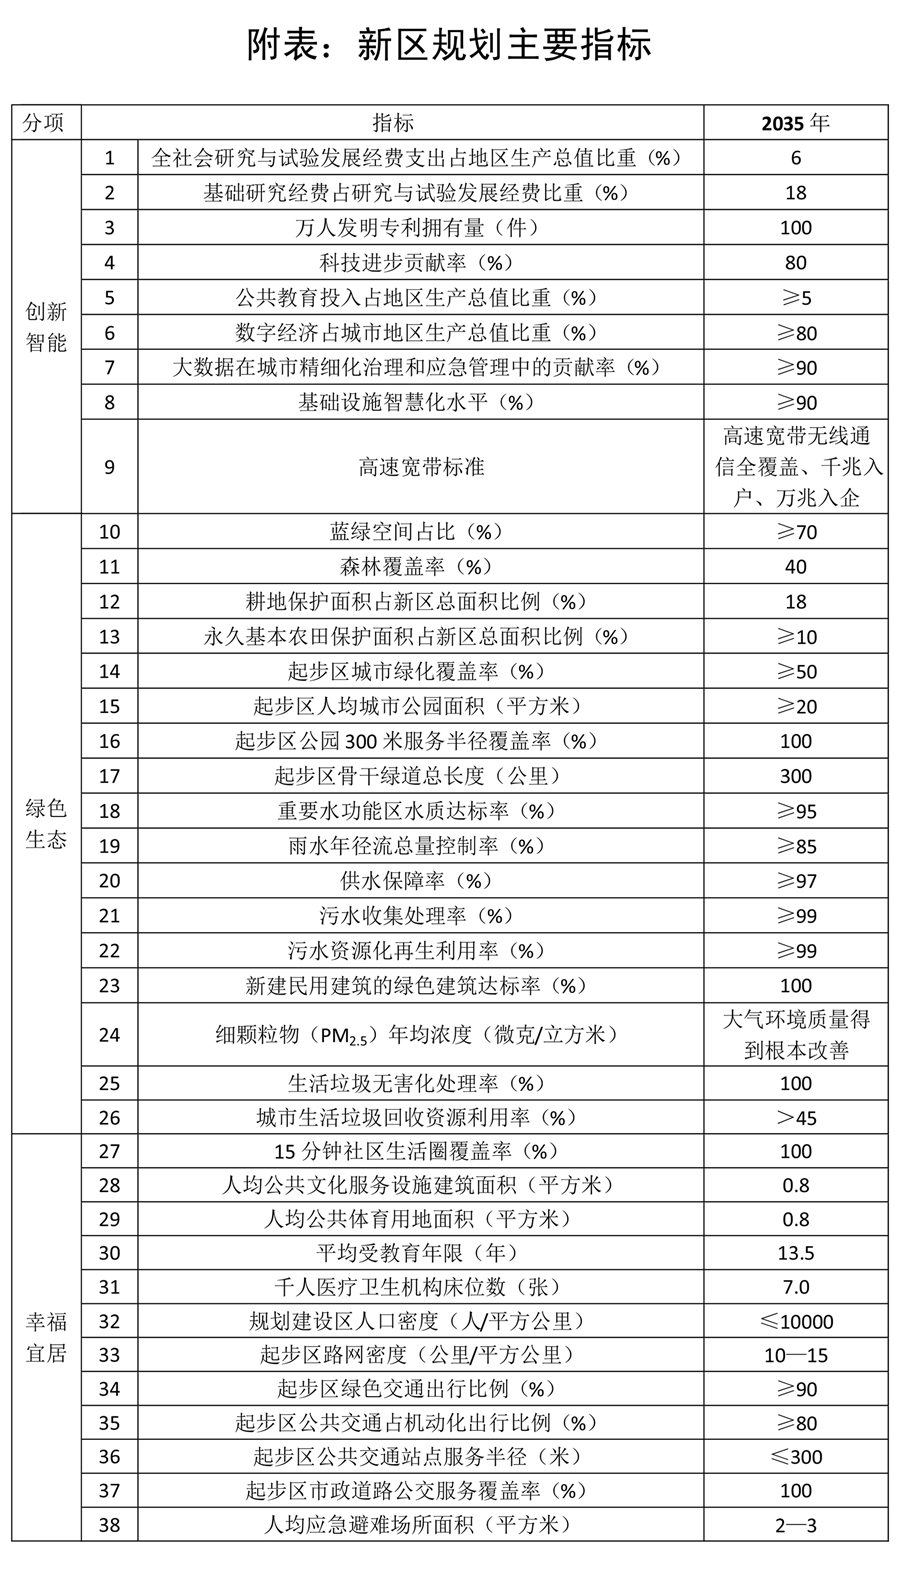 附表：新区规划主要指标
分项 指标 2035 年
创新
智能
1 全社会研究与试验发展经费支出占地区生产总值比重（%） 6
2 基础研究经费占研究与试验发展经费比重（%） 18
3 万人发明专利拥有量（件） 100
4 科技进步贡献率（%） 80
5 公共教育投入占地区生产总值比重（%） ≥5
6 数字经济占城市地区生产总值比重（%） ≥80
7 大数据在城市精细化治理和应急管理中的贡献率（%） ≥90
8 基础设施智慧化水平（%） ≥90
9 高速宽带标准 高速宽带无线通
信全覆盖、千兆入
户、万兆入企
绿色
生态
10 蓝绿空间占比（%） ≥70
11 森林覆盖率（%） 40
12 耕地保护面积占新区总面积比例（%） 18
13 永久基本农田保护面积占新区总面积比例（%） ≥10
14 起步区城市绿化覆盖率（%） ≥50
15 起步区人均城市公园面积（平方米） ≥20
16 起步区公园 300 米服务半径覆盖率（%） 100
17 起步区骨干绿道总长度（公里） 300
18 重要水功能区水质达标率（%） ≥95
19 雨水年径流总量控制率（%） ≥85
20 供水保障率（%） ≥97
21 污水收集处理率（%） ≥99
22 污水资源化再生利用率（%） ≥99
23 新建民用建筑的绿色建筑达标率（%） 100
24 细颗粒物（PM2.5）年均浓度（微克/立方米） 大气环境质量得
到根本改善
25 生活垃圾无害化处理率（%） 100
26 城市生活垃圾回收资源利用率（%） >45
幸福
宜居
27 15 分钟社区生活圈覆盖率（%） 100
28 人均公共文化服务设施建筑面积（平方米） 0.8
29 人均公共体育用地面积（平方米） 0.8
30 平均受教育年限（年） 13.5
31 千人医疗卫生机构床位数（张） 7.0
32 规划建设区人口密度（人/平方公里） ≤10000
33 起步区路网密度（公里/平方公里） 10—15
34 起步区绿色交通出行比例（%） ≥90
35 起步区公共交通占机动化出行比例（%） ≥80
36 起步区公共交通站点服务半径（米） ≤300
37 起步区市政道路公交服务覆盖率（%） 100
38 人均应急避难场所面积（平方米） 2—3